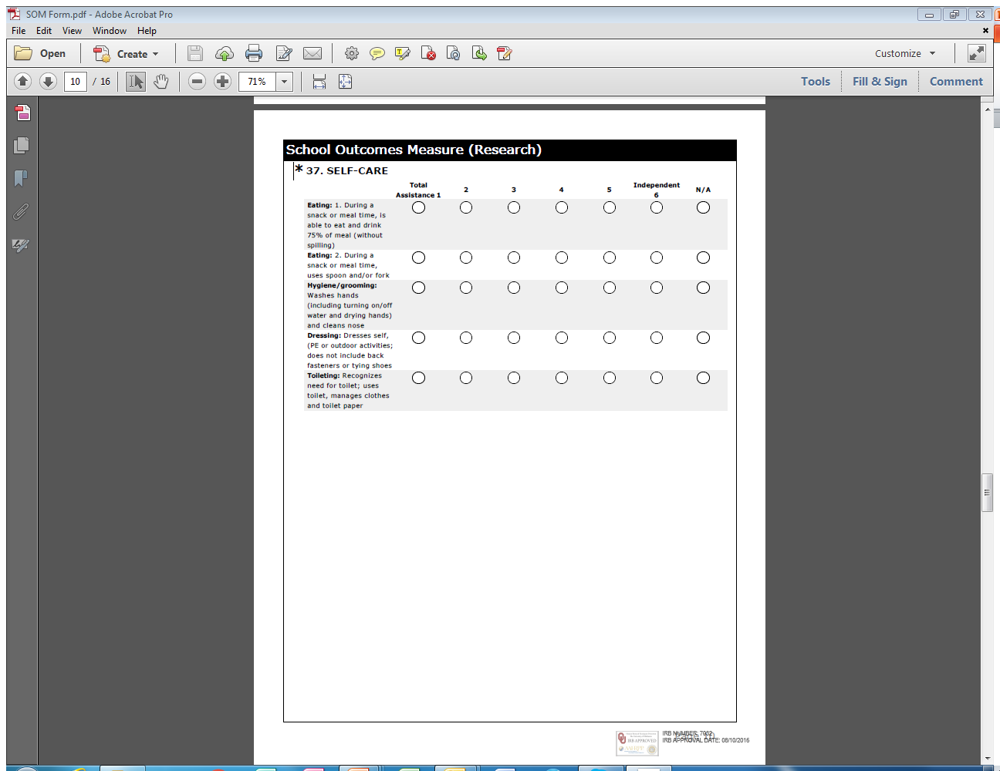 SOM Form.pdf - Adobe Acrobat Pro
File Edit View Window Help
Open Create Customize
10 / 16 71% Tools Fill & Sign Comment
School Outcomes Measure (Research)
* 37. SELF-CARE
Total Assistance 1 2 3 4 5 Independent 6 N/A
Eating: 1. During a
snack or meal time, is
able to eat and drink
75% of meal (without
spilling)
Eating: 2. During a
snack or meal time,
uses spoon and/or fork
Hygiene/grooming:
Washes hands
(including turning on/off
water and drying hands)
and cleans nose
Dressing: Dresses self,
(PE or outdoor activities;
does not include back
fasteners or tying shoes
Toileting: Recognizes
need for toilet; uses
toilet, manages clothes
and toilet paper
IRB APPROVED
IRB NUMBER: 7032
Page 10
IRB APPROVAL DATE: 08/10/2016